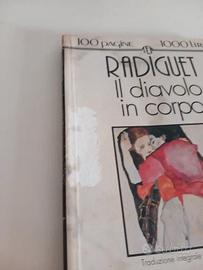 100 PAGINE 1000 LIRE
RADIGUET
Il diavolo
in corpo
Traduzione integrale